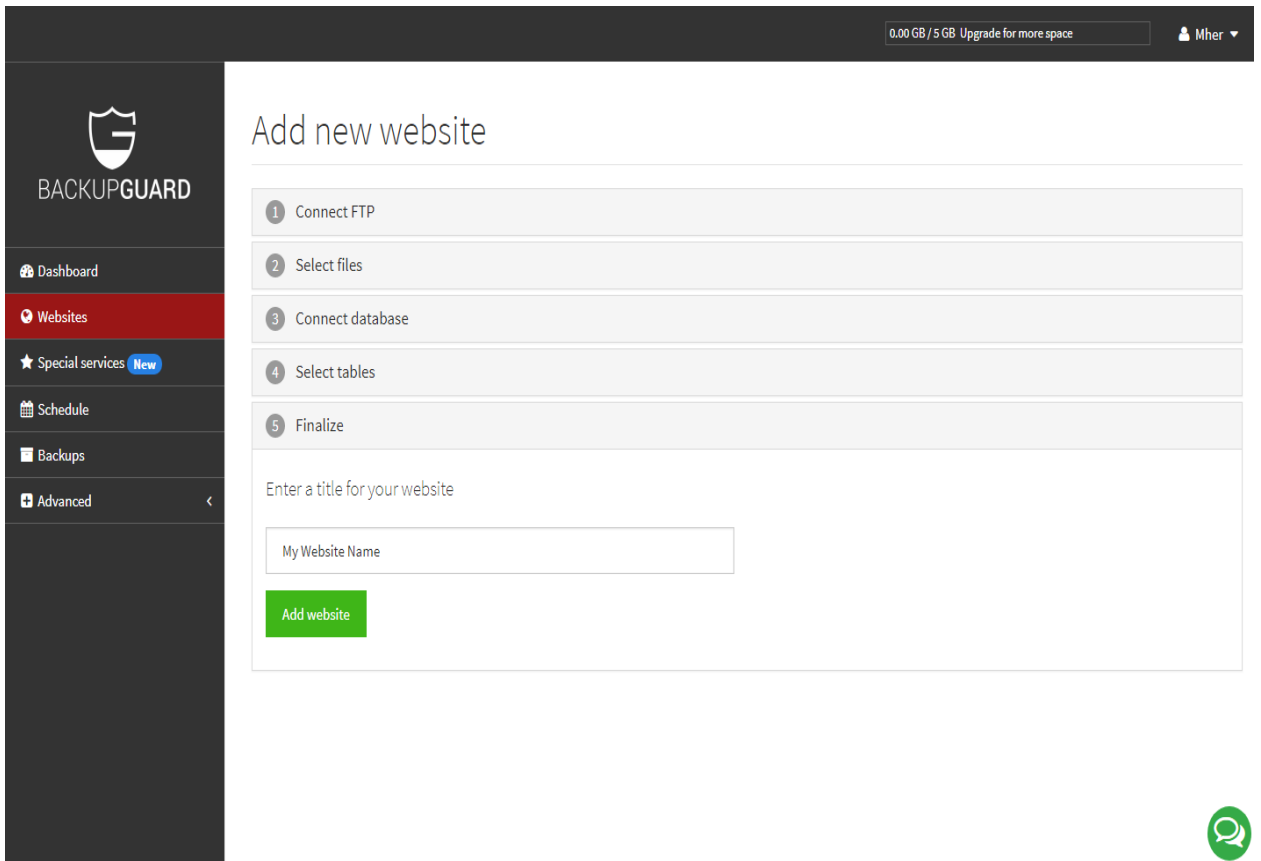 0.00 GB / 5 GB Upgrade for more space
Mher
BACKUPGUARD
Dashboard
Websites
Special services New
Schedule
Backups
Advanced
Add new website
1 Connect FTP
2 Select files
3 Connect database
4 Select tables
5 Finalize
Enter a title for your website
My Website Name
Add website